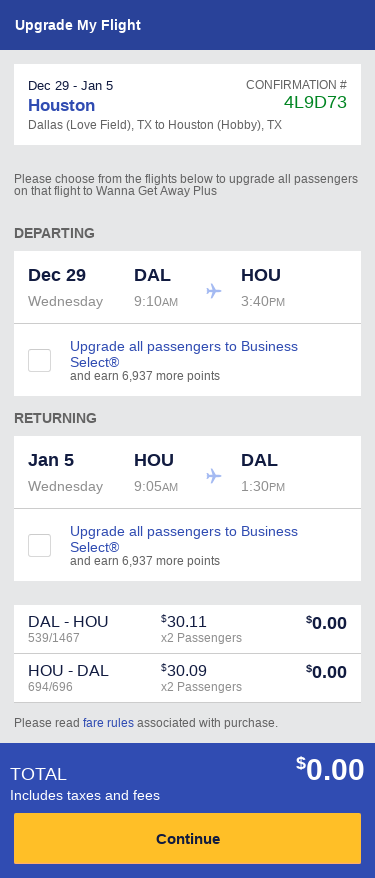 Upgrade My Flight
Dec 29 - Jan 5
CONFIRMATION #
Houston
4L9D73
Dallas (Love Field), TX to Houston (Hobby), TX
Please choose from the flights below to upgrade all passengers
on that flight to Wanna Get Away Plus
DEPARTING
Dec 29 DAL HOU
Wednesday 9:10AM 3:40PM
Upgrade all passengers to Business
Select®
and earn 6,937 more points
RETURNING
Jan 5 HOU DAL
Wednesday 9:05AM 1:30PM
Upgrade all passengers to Business
Select®
and earn 6,937 more points
DAL - HOU $30.11 $0.00
539/1467 x2 Passengers
HOU - DAL $30.09 $0.00
694/696 x2 Passengers
Please read fare rules associated with purchase.
TOTAL $0.00
Includes taxes and fees
Continue